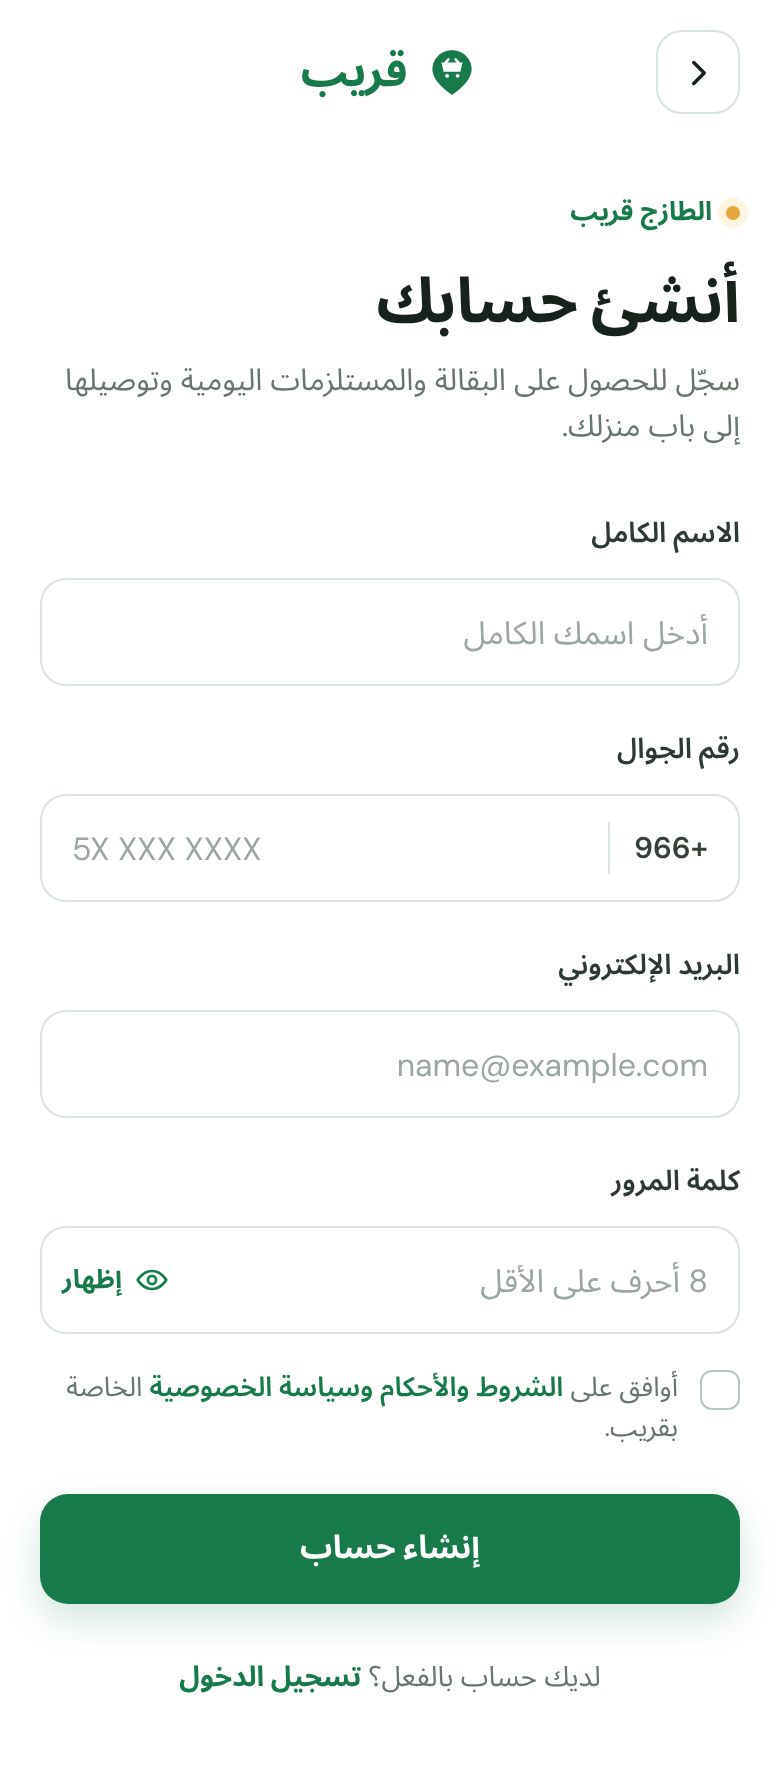 قريب
الطازج قريب
أنشئ حسابك
سجّل للحصول على البقالة والمستلزمات اليومية وتوصيلها
إلى باب منزلك.
الاسم الكامل
أدخل اسمك الكامل
رقم الجوال
966+
5X XXX XXXX
البريد الإلكتروني
name@example.com
كلمة المرور
8 أحرف على الأقل
إظهار
أوافق على الشروط والأحكام وسياسة الخصوصية الخاصة
بقريب.
إنشاء حساب
لديك حساب بالفعل؟ تسجيل الدخول